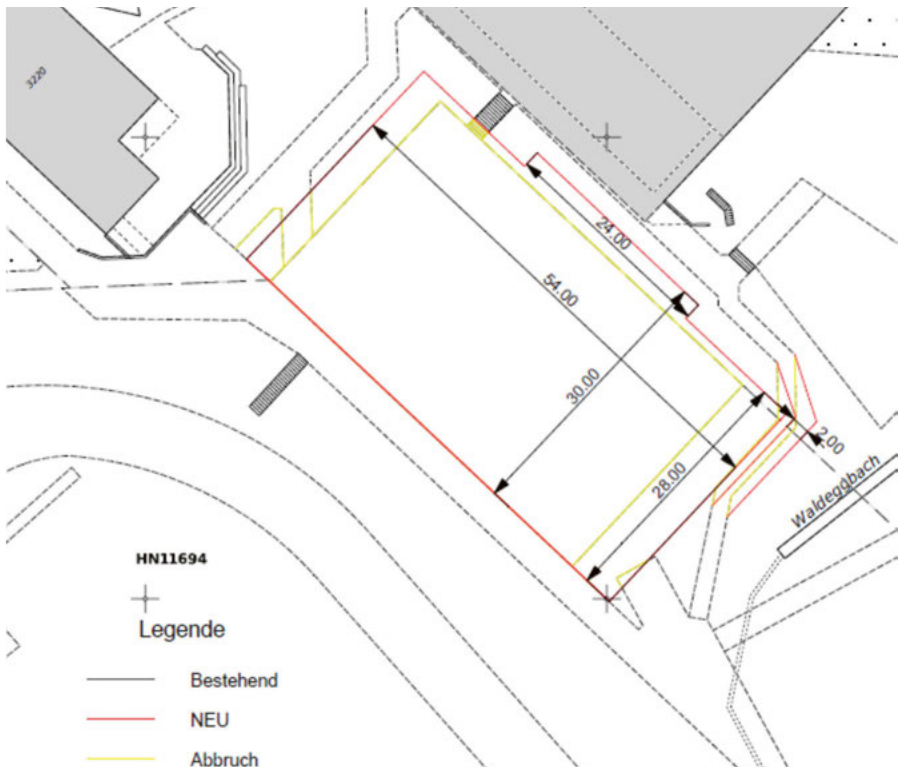 3220
24.00
54.00
30.00
28.00
2.00
Waldeggbach
HN11694
Legende
Bestehend
NEU
Abbruch